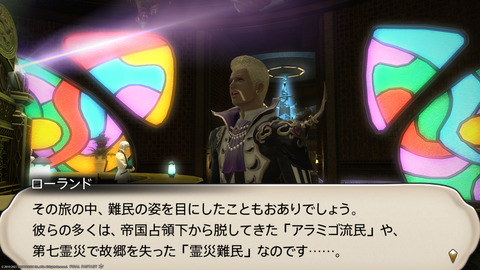 ローランド
その旅の中、難民の姿を目にしたこともおありでしょう。
彼らの多くは、帝国占領下から脱してきた「アラミゴ流民」や、
第七霊災で故郷を失った「霊災難民」なのです……。